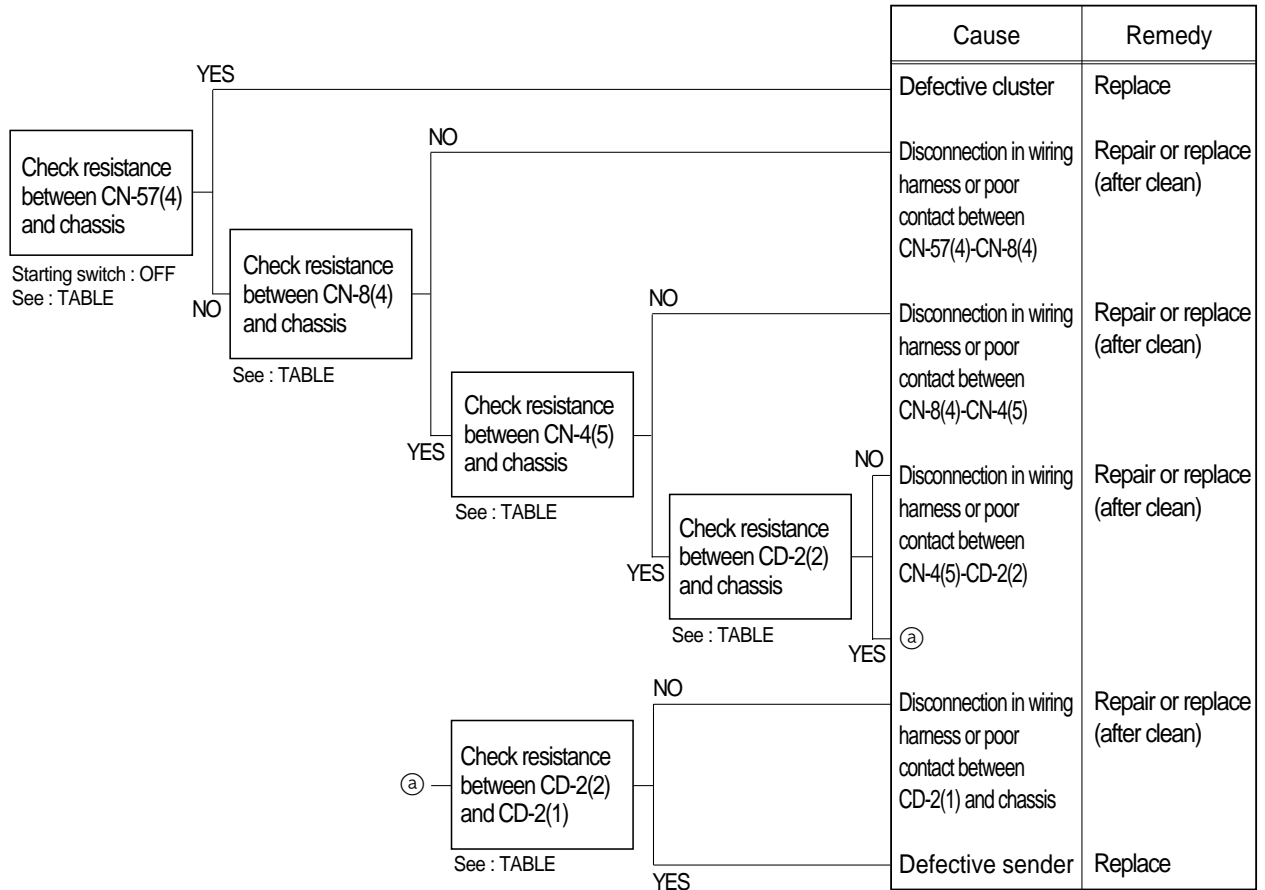 Cause
Remedy
YES
Defective cluster
Replace
Check resistance
between CN-57(4)
and chassis
Starting switch : OFF
See : TABLE
NO
NO
Disconnection in wiring
harness or poor
contact between
CN-57(4)-CN-8(4)
Repair or replace
(after clean)
Check resistance
between CN-8(4)
and chassis
See : TABLE
YES
NO
Disconnection in wiring
harness or poor
contact between
CN-8(4)-CN-4(5)
Repair or replace
(after clean)
Check resistance
between CN-4(5)
and chassis
See : TABLE
YES
NO
Disconnection in wiring
harness or poor
contact between
CN-4(5)-CD-2(2)
Repair or replace
(after clean)
Check resistance
between CD-2(2)
and chassis
See : TABLE
YES
ⓐ
NO
Disconnection in wiring
harness or poor
contact between
CD-2(1) and chassis
Repair or replace
(after clean)
ⓐ
Check resistance
between CD-2(2)
and CD-2(1)
See : TABLE
YES
Defective sender
Replace